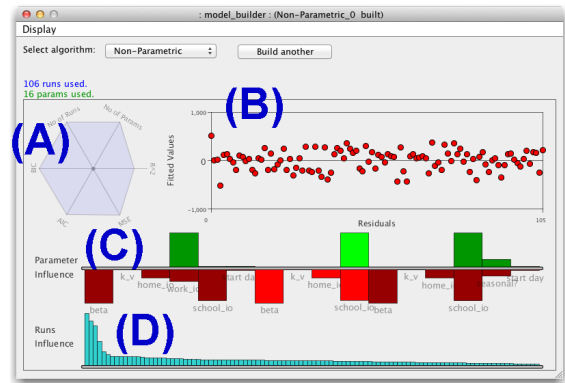 : model_builder : (Non-Parametric_0 built)
Display
Select algorithm: Non-Parametric Build another
106 runs used.
16 params used.
(A)
No of Runs
No of Params
R^2
MSE
AIC
BIC
(B)
1,000
0
-1,000
Fitted Values
0
Residuals
105
(C)
Parameter
Influence
beta
k_v
home_io
work_io
school_io
start day
beta
k_v
home_io
school_io
beta
k_v
home_io
school_io
seasonal?
start day
(D)
Runs
Influence